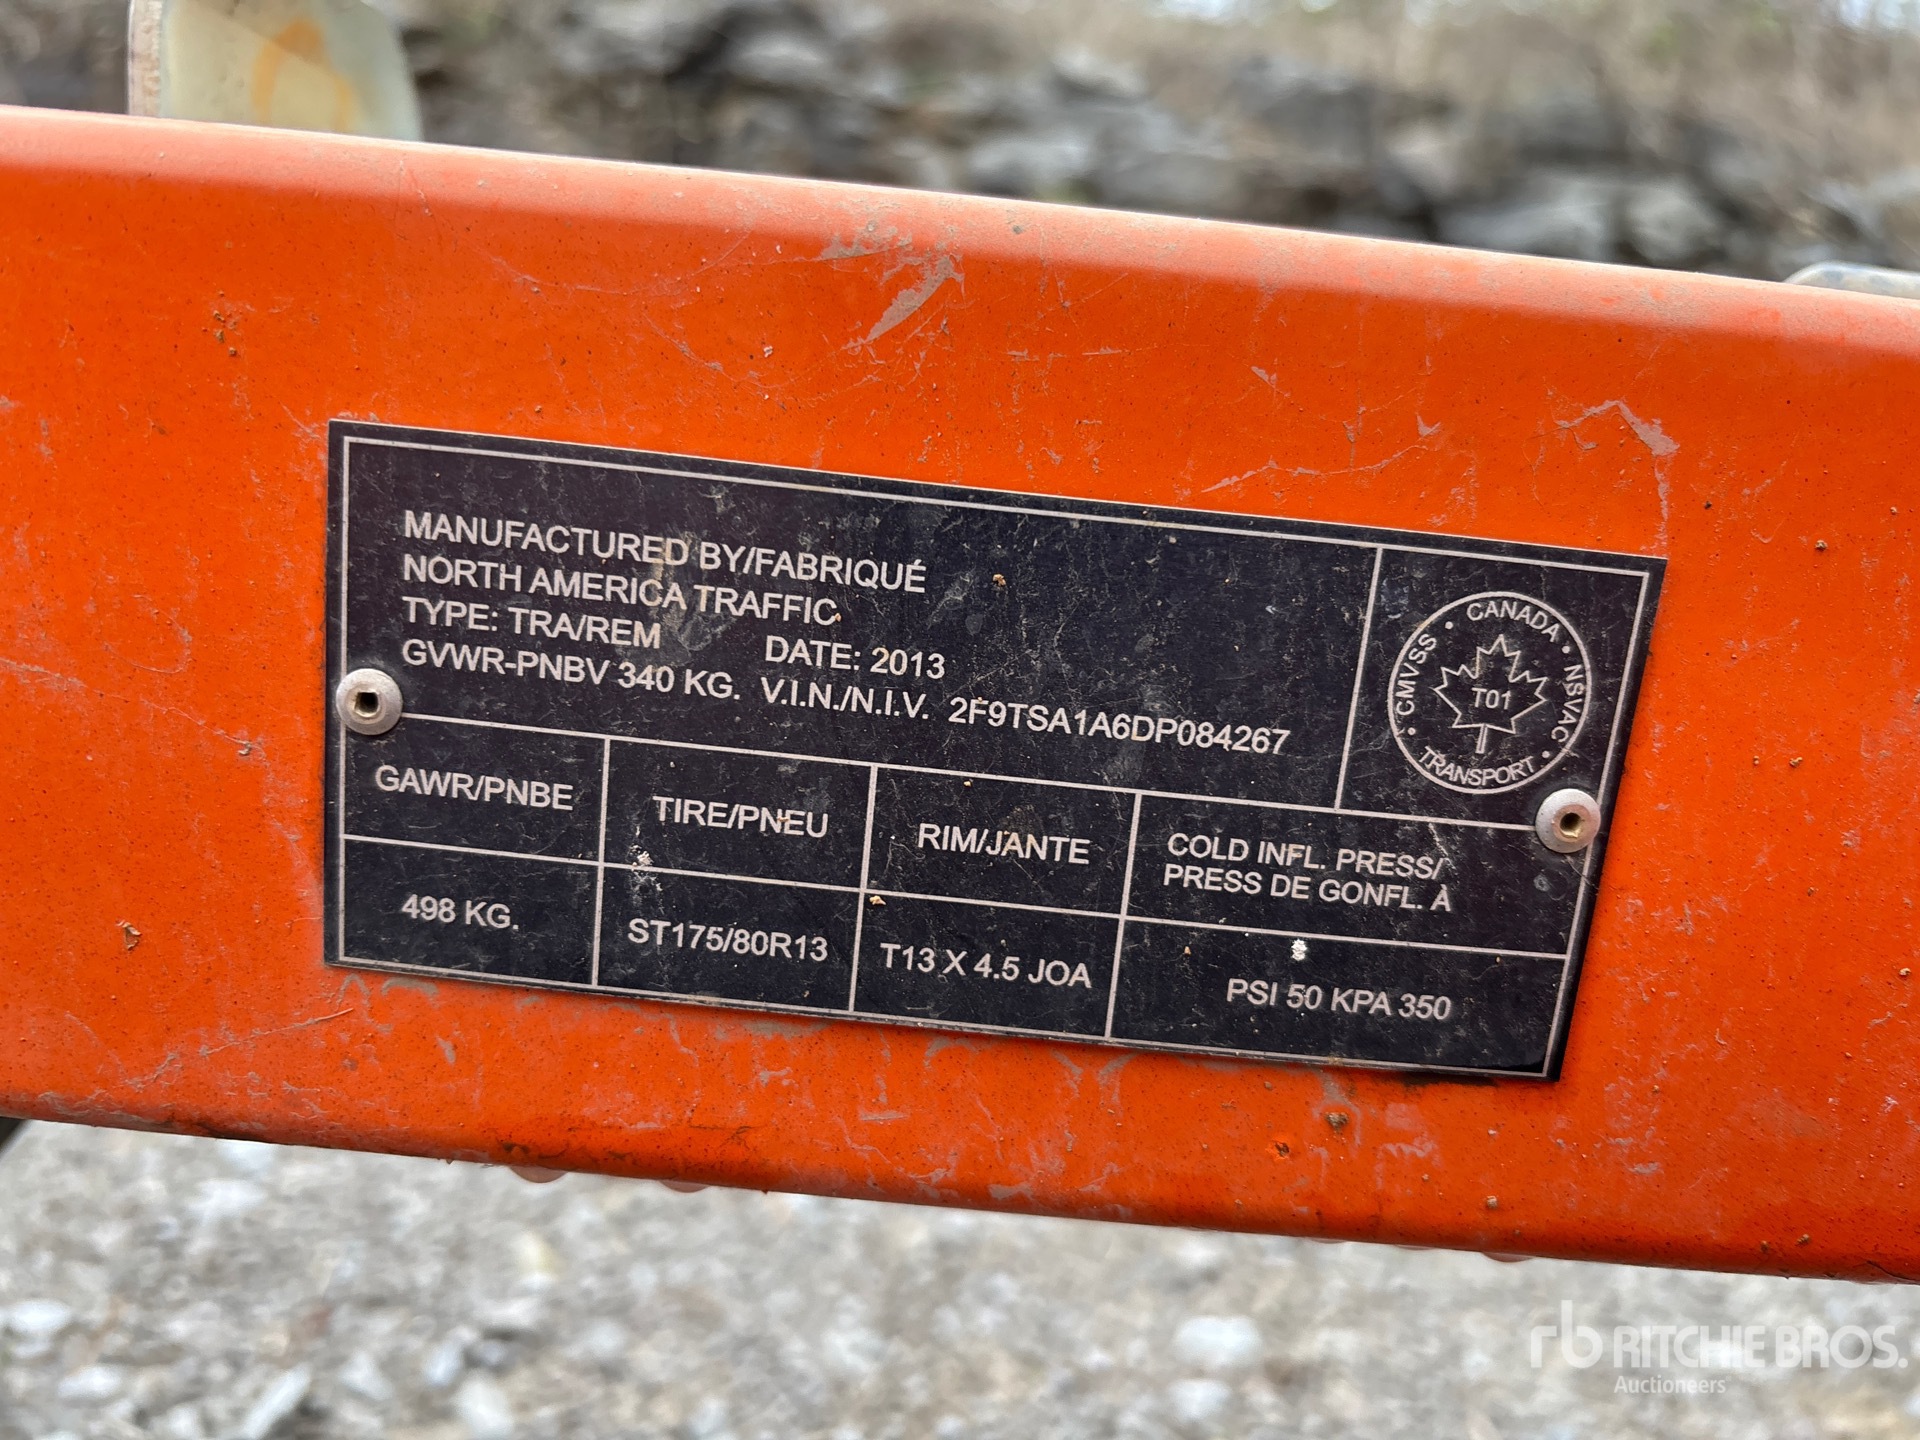 MANUFACTURED BY/FABRIQUÉ
NORTH AMERICA TRAFFIC
TYPE: TRA/REM DATE: 2013
GVWR-PNBV 340 KG. V.I.N./N.I.V. 2F9TSA1A6DP084267
CMVSS • CANADA • NSVAC • TRANSPORT •
T01
GAWR/PNBE TIRE/PNEU RIM/JANTE COLD INFL. PRESS/
PRESS DE GONFL. À
498 KG. ST175/80R13 T13 X 4.5 JOA PSI 50 KPA 350
rb RITCHIE BROS.
Auctioneers